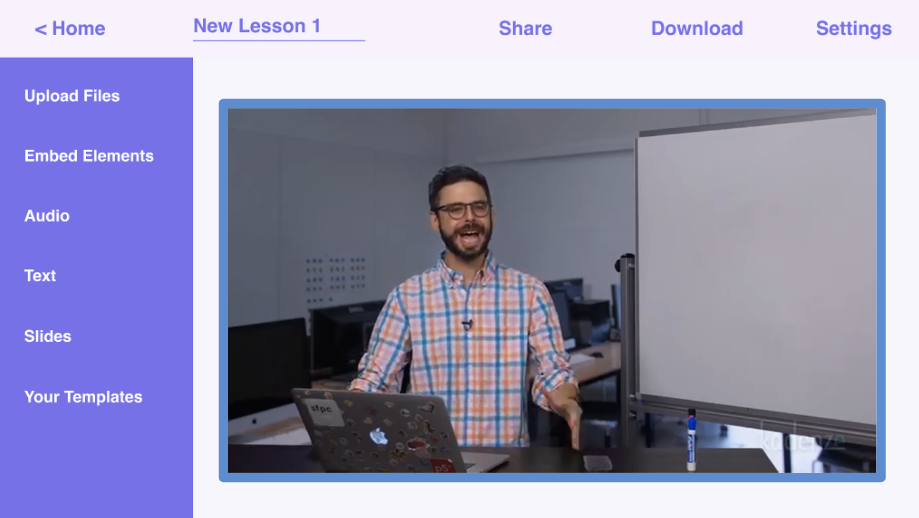 < Home
New Lesson 1
Share
Download
Settings
Upload Files
Embed Elements
Audio
Text
Slides
Your Templates
sfpc
kadenze